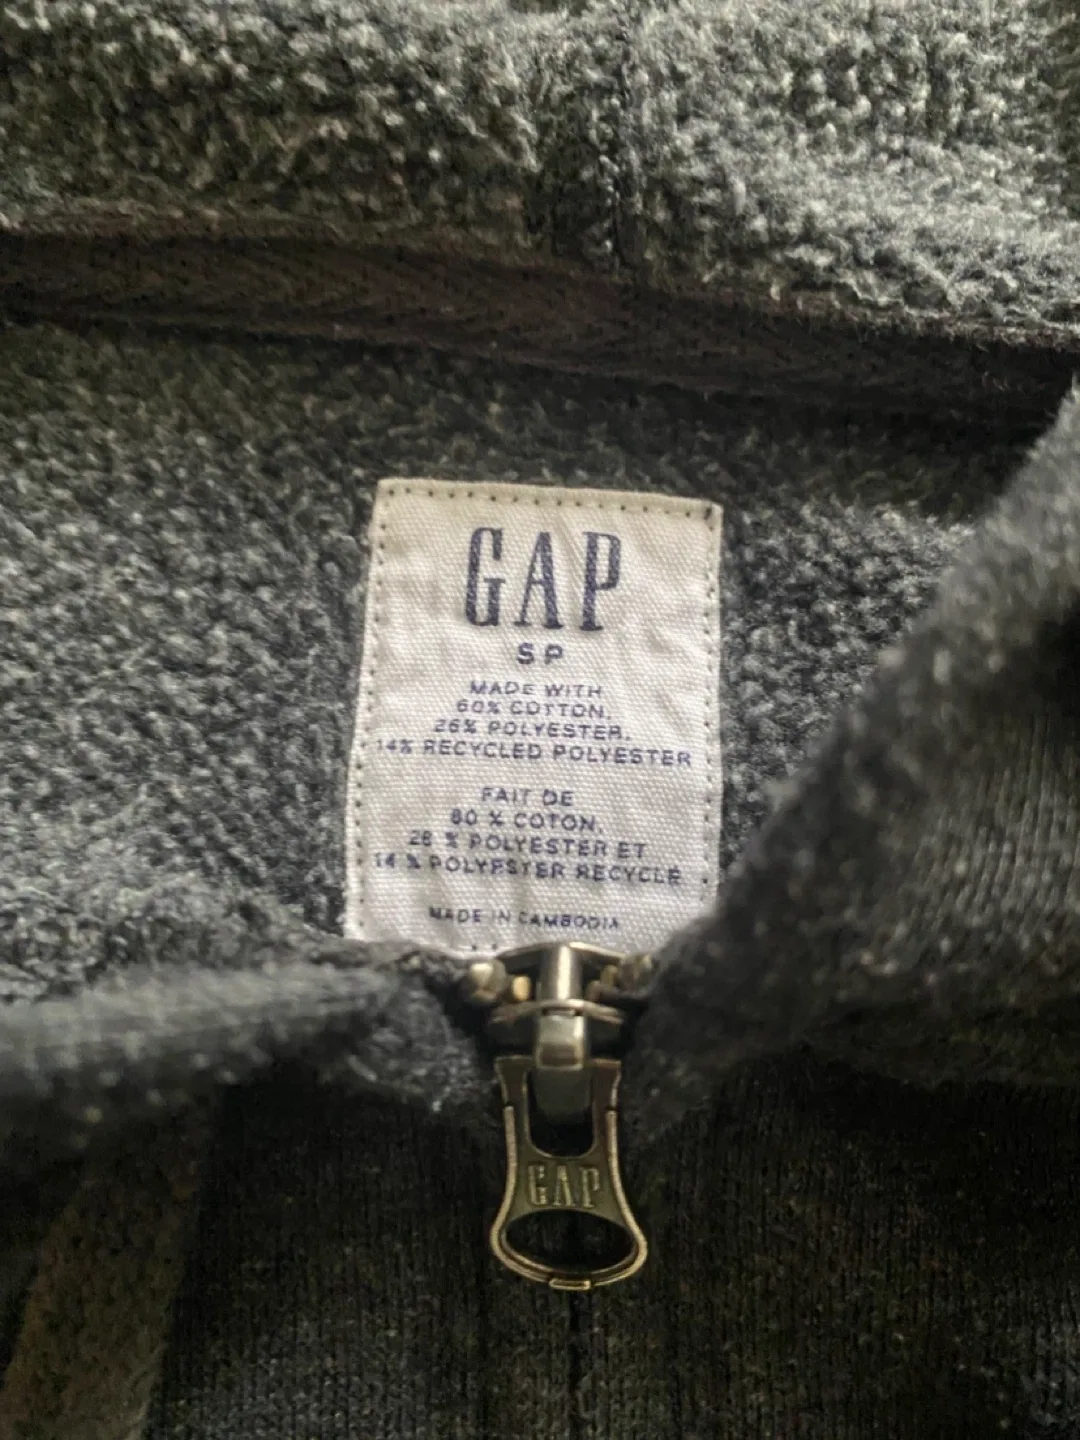 GAP
SP
MADE WITH
60% COTTON,
26% POLYESTER,
14% RECYCLED POLYESTER
FAIT DE
60 % COTON,
26 % POLYESTER ET
14 % POLYESTER RECYCLÉ
MADE IN CAMBODIA
GAP